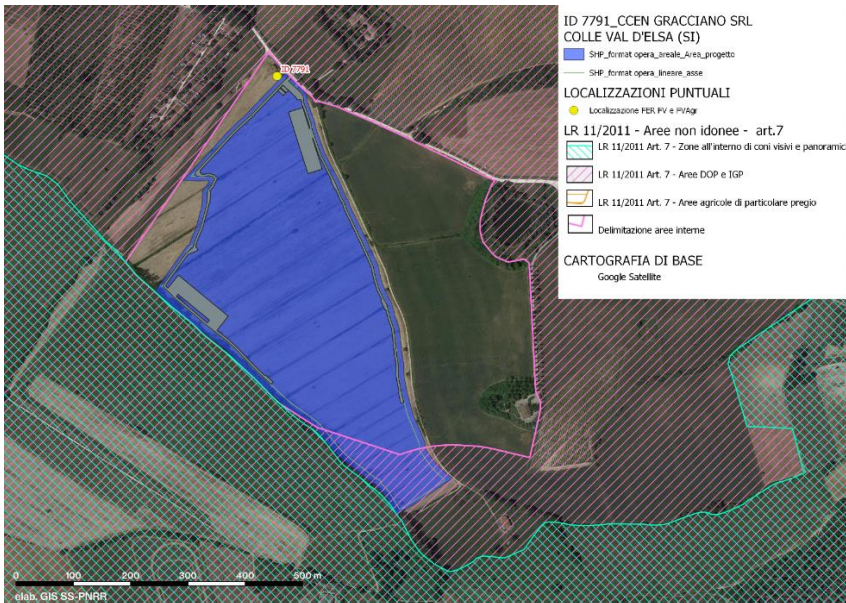 ID 7791_CCEN GRACCIANO SRL
COLLE VAL D'ELSA (SI)
SHP_format opera_areale_Area_progetto
SHP_format opera_lineare_asse
LOCALIZZAZIONI PUNTUALI
Localizzazione FER FV e FVAgr
LR 11/2011 - Aree non idonee - art.7
LR 11/2011 Art. 7 - Zone all'interno di coni visivi e panoramic
LR 11/2011 Art. 7 - Aree DOP e IGP
LR 11/2011 Art. 7 - Aree agricole di particolare pregio
Delimitazione aree interne
CARTOGRAFIA DI BASE
Google Satellite
ID 7791
0 100 200 300 400 500 m
elab. GIS SS-PNRR